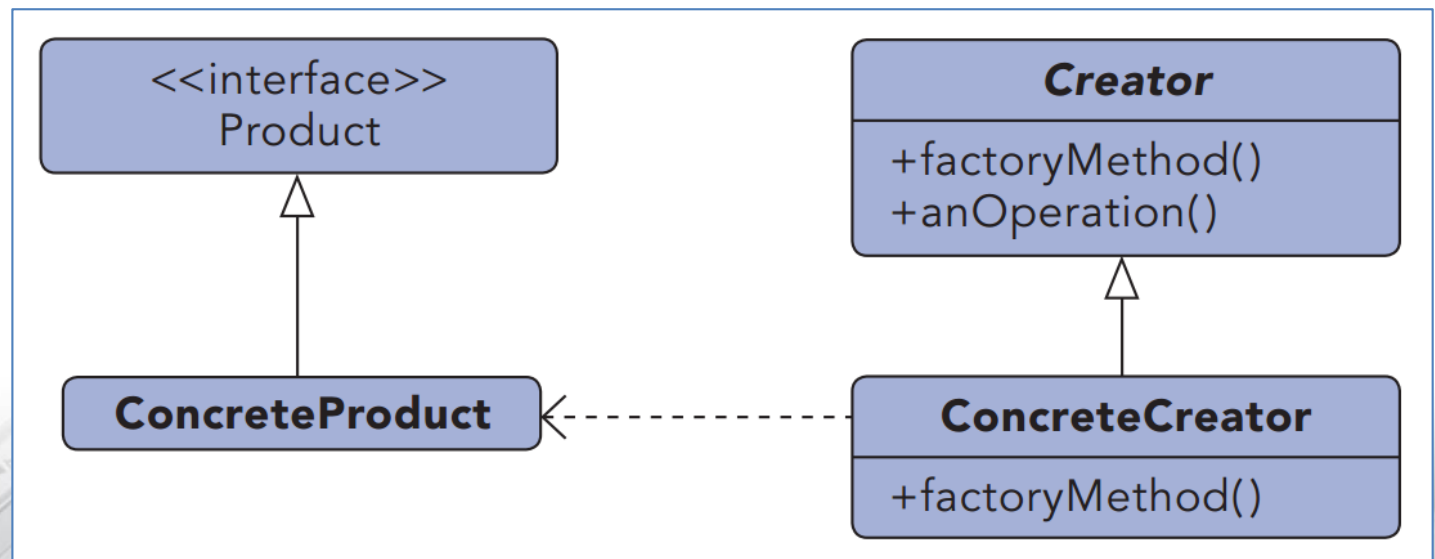 <<interface>>
Product
Creator
+factoryMethod()
+anOperation()
ConcreteProduct
ConcreteCreator
+factoryMethod()